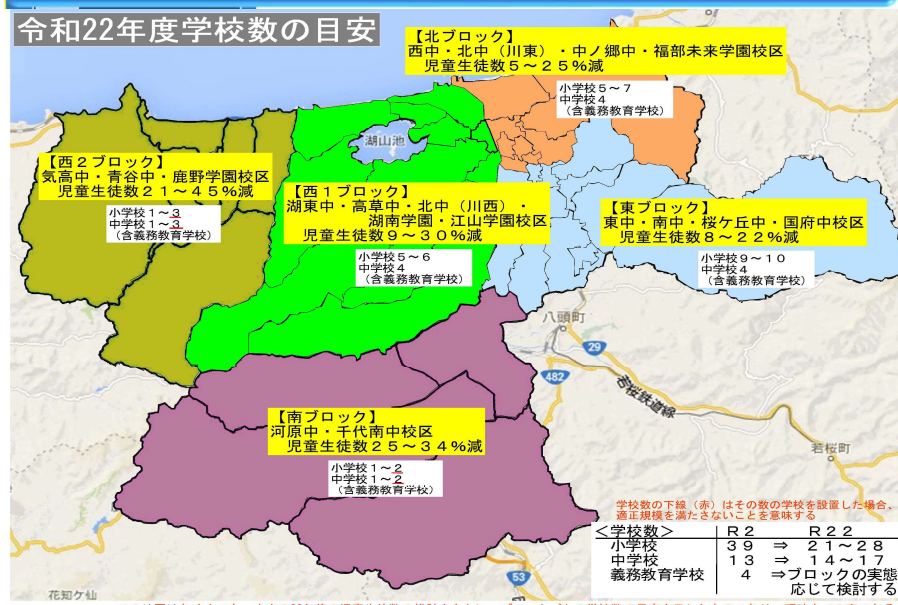 令和22年度学校数の目安
【北ブロック】
西中・北中（川東）・中ノ郷中・福部未来学園校区
児童生徒数５～２５％減
小学校５～７
中学校４
（含義務教育学校）
湖山池
【西２ブロック】
気高中・青谷中・鹿野学園校区
児童生徒数２１～４５％減
小学校１～３
中学校１～３
（含義務教育学校）
【西１ブロック】
湖東中・高草中・北中（川西）・
湖南学園・江山学園校区
児童生徒数９～３０％減
小学校５～６
中学校４
（含義務教育学校）
【東ブロック】
東中・南中・桜ケ丘中・国府中校区
児童生徒数８～２２％減
小学校９～１０
中学校４
（含義務教育学校）
八頭町
29
482
若桜鉄道線
若桜町
【南ブロック】
河原中・千代南中校区
児童生徒数２５～３４％減
小学校１～２
中学校１～２
（含義務教育学校）
学校数の下線（赤）はその数の学校を設置した場合、
適正規模を満たさないことを意味する
＜学校数＞ Ｒ２ Ｒ２２
小学校 ３９ ⇒ ２１～２８
中学校 １３ ⇒ １４～１７
義務教育学校 ４ ⇒ブロックの実態
応じて検討する
53
花知ケ仙